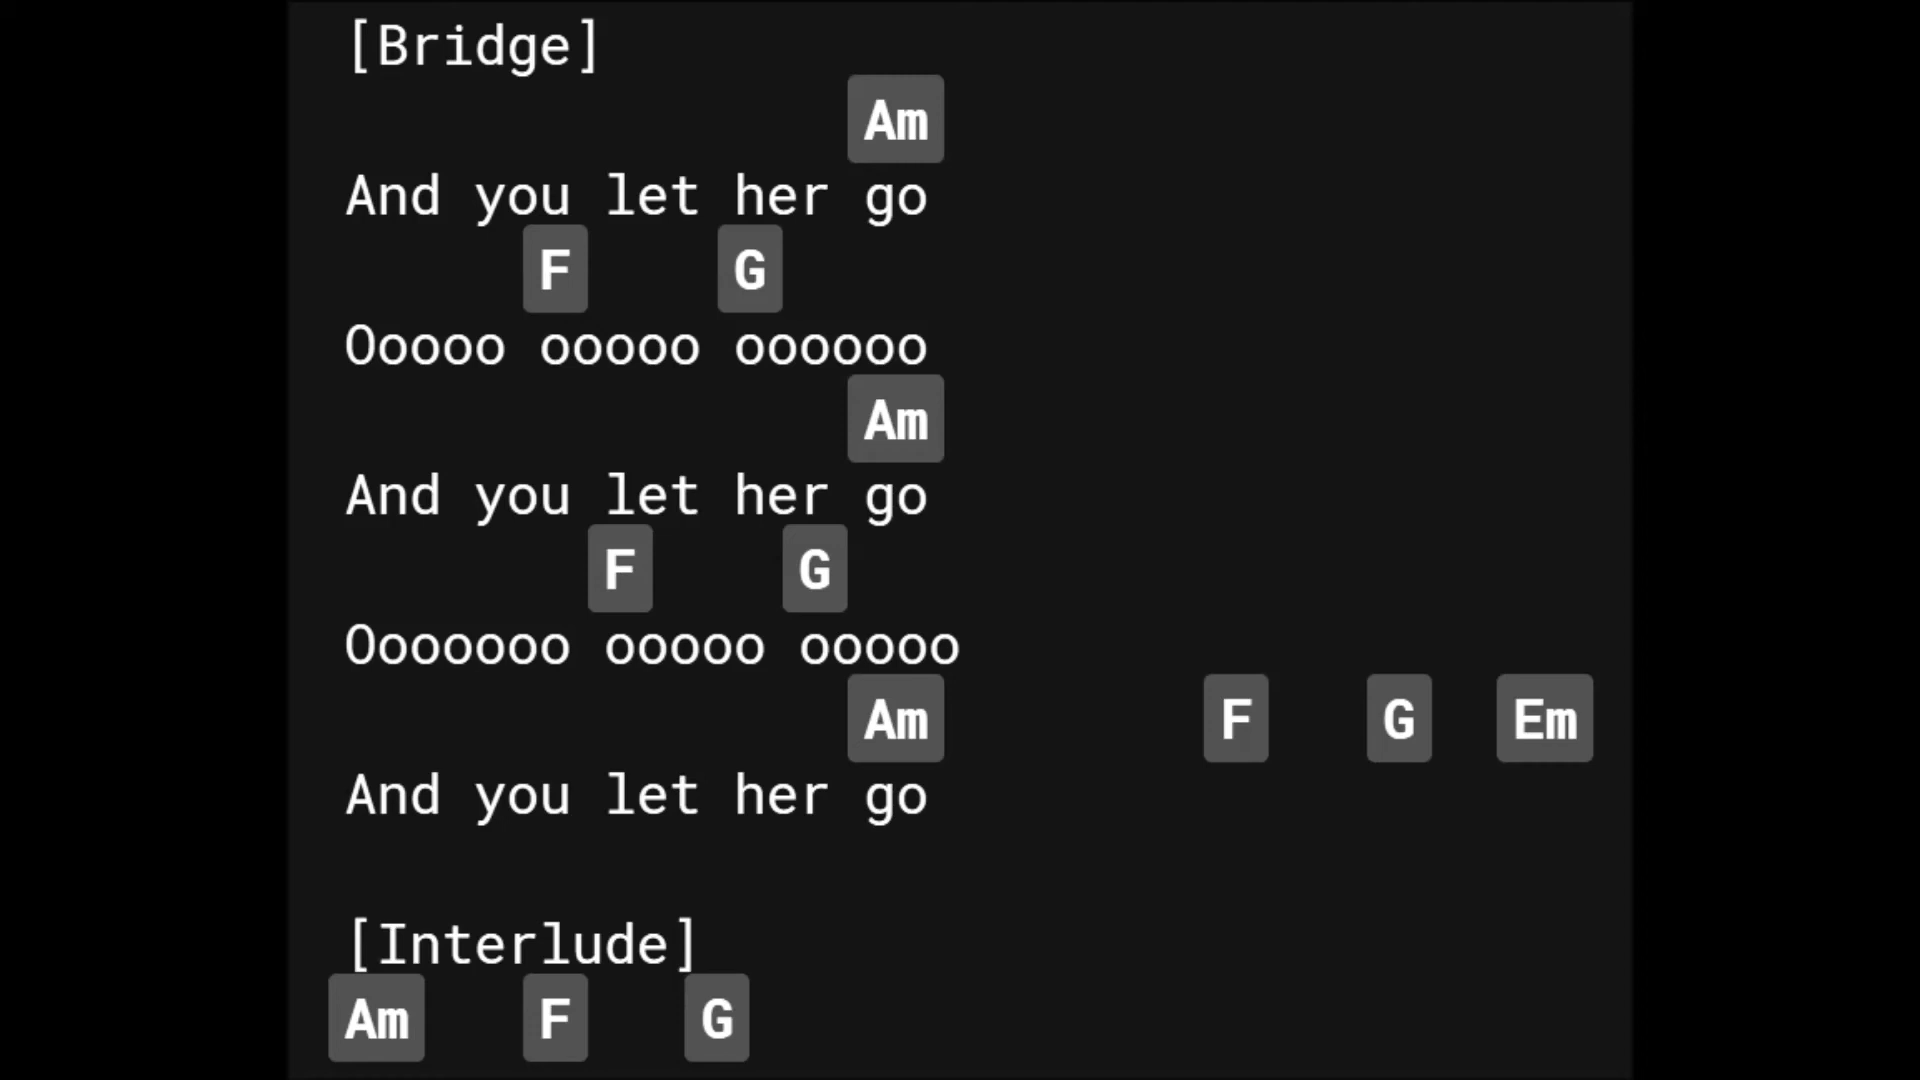 [Bridge]
Am
And you let her go
F G
Ooooo ooooo oooooo
Am
And you let her go
F G
Ooooooo ooooo ooooo
Am F G Em
And you let her go
[Interlude]
Am F G